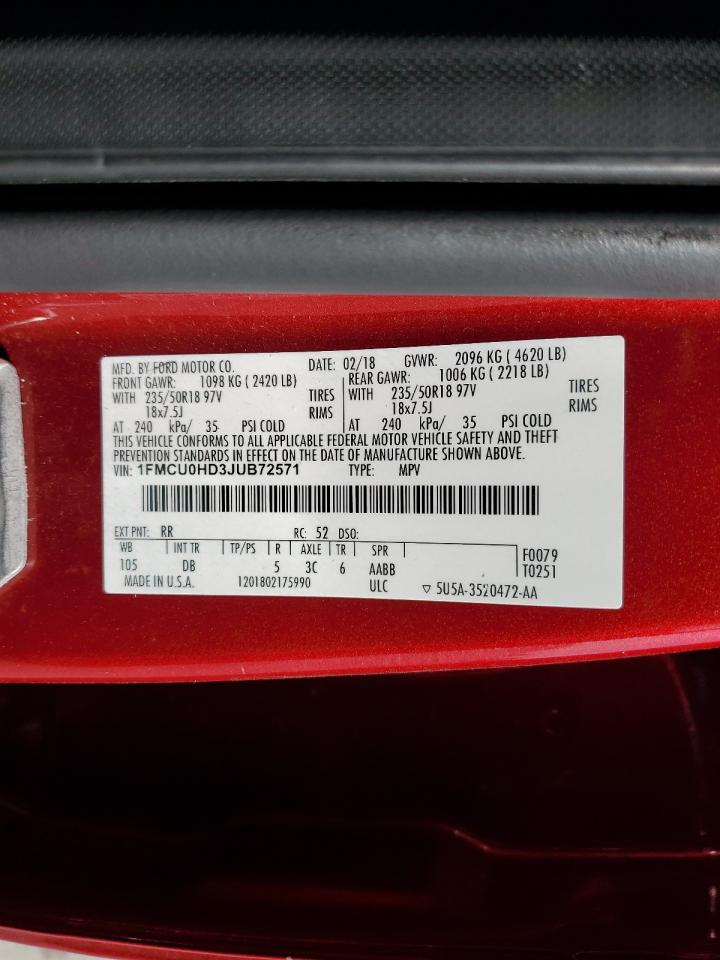 MFD. BY FORD MOTOR CO. DATE: 02/18 GVWR: 2096 KG ( 4620 LB)
FRONT GAWR: 1098 KG ( 2420 LB) REAR GAWR: 1006 KG ( 2218 LB)
WITH 235/50R18 97V TIRES WITH 235/50R18 97V TIRES
18x7.5J RIMS 18x7.5J RIMS
AT 240 kPa/ 35 PSI COLD AT 240 kPa/ 35 PSI COLD
THIS VEHICLE CONFORMS TO ALL APPLICABLE FEDERAL MOTOR VEHICLE SAFETY AND THEFT
PREVENTION STANDARDS IN EFFECT ON THE DATE OF MANUFACTURE SHOWN ABOVE.
VIN: 1FMCU0HD3JUB72571 TYPE: MPV
EXT PNT: RR RC: 52 DSO:
WB INT TR TP/PS R AXLE TR SPR F0079
105 DB 5 3C 6 AABB T0251
MADE IN U.S.A. 1201802175990 ULC ▽ 5U5A-3520472-AA